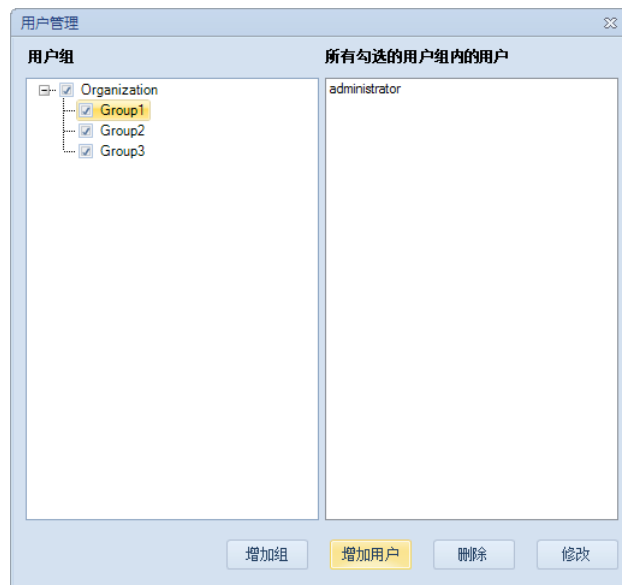 用户管理
用户组
所有勾选的用户组内的用户
Organization
Group1
Group2
Group3
administrator
增加组
增加用户
删除
修改